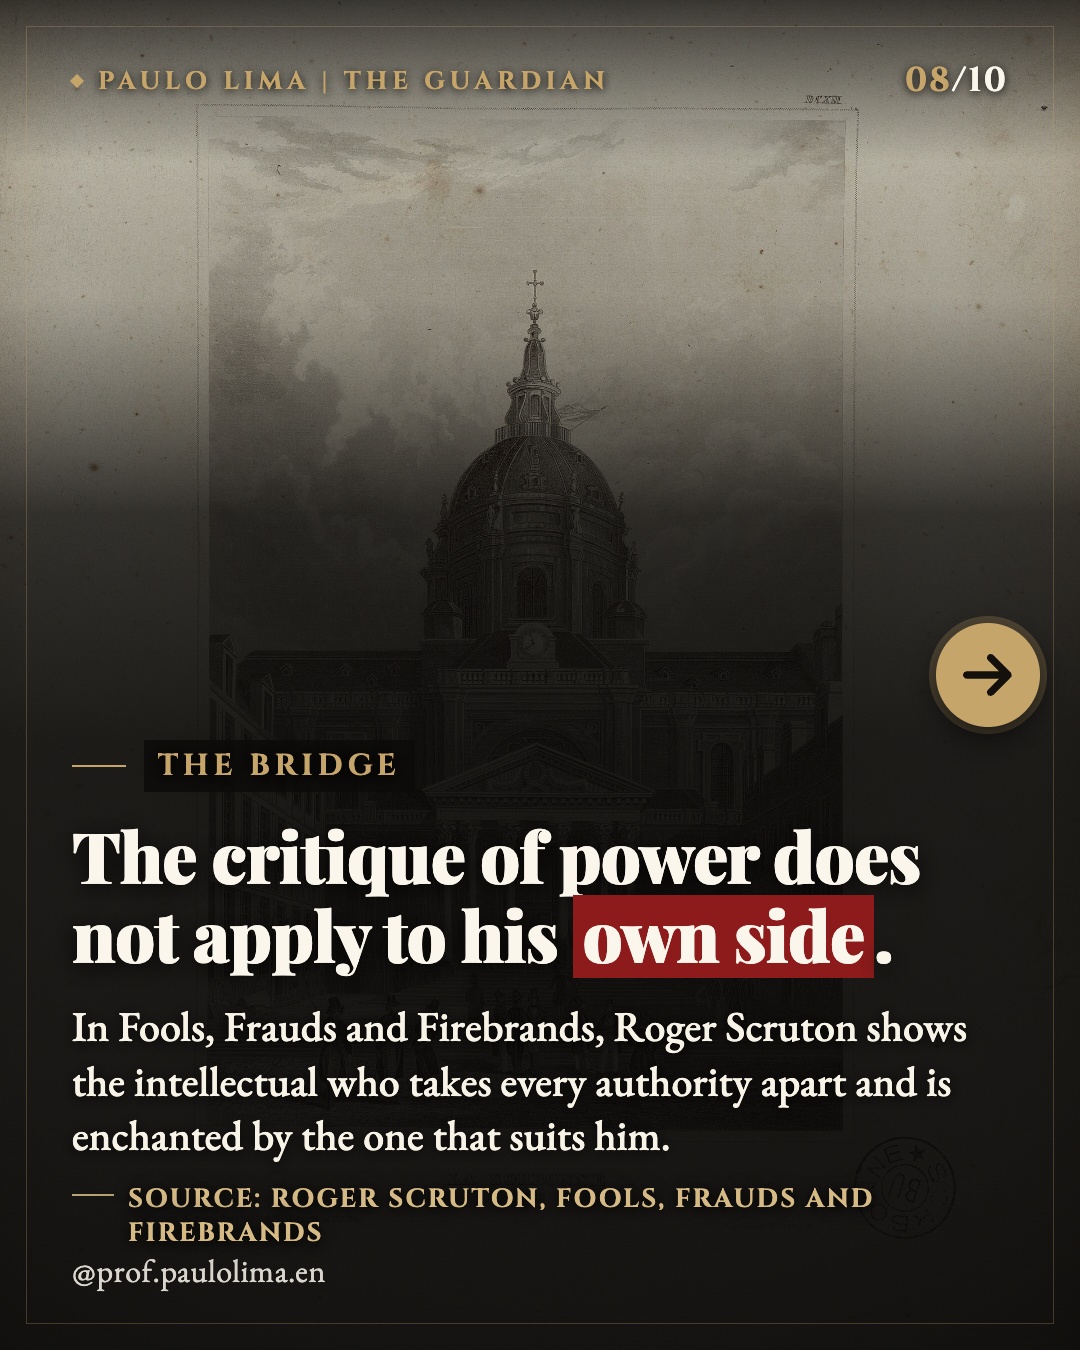 PAULO LIMA | THE GUARDIAN
08/10
THE BRIDGE
The critique of power does
not apply to his own side.
In Fools, Frauds and Firebrands, Roger Scruton shows
the intellectual who takes every authority apart and is
enchanted by the one that suits him.
SOURCE: ROGER SCRUTON, FOOLS, FRAUDS AND
FIREBRANDS
@prof.paulolima.en